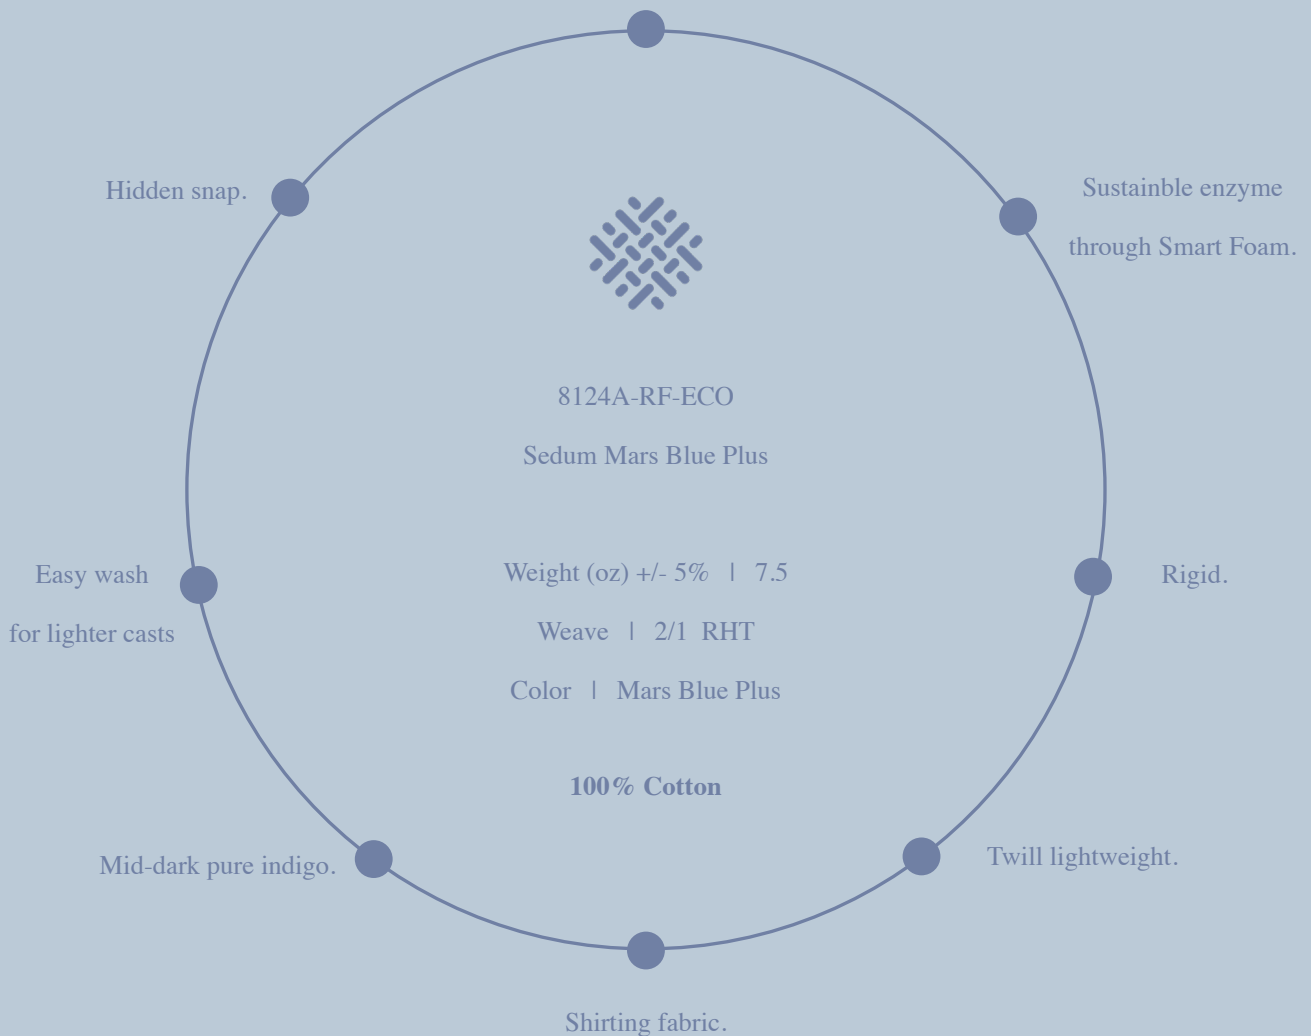 Hidden snap.
Sustainble enzyme
through Smart Foam.
8124A-RF-ECO
Sedum Mars Blue Plus
Weight (oz) +/- 5% | 7.5
Weave | 2/1 RHT
Color | Mars Blue Plus
100% Cotton
Easy wash
for lighter casts
Rigid.
Mid-dark pure indigo.
Twill lightweight.
Shirting fabric.